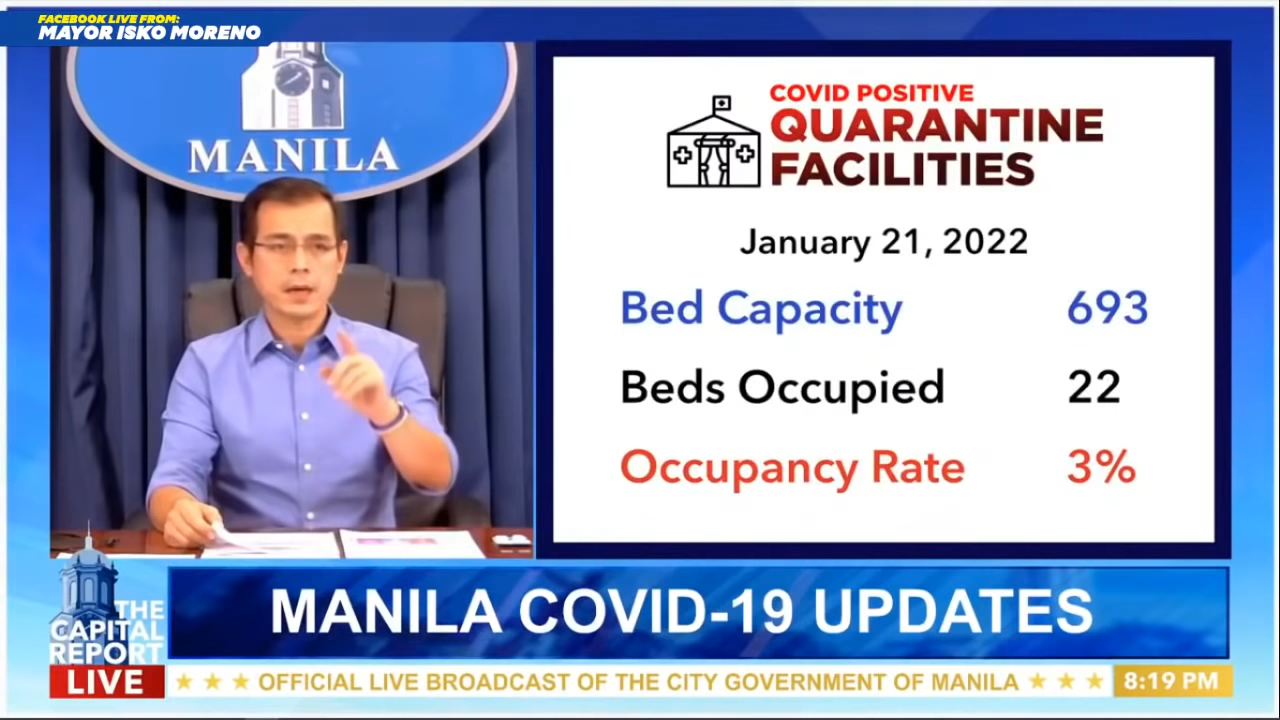 FACEBOOK LIVE FROM:
MAYOR ISKO MORENO
MANILA
COVID POSITIVE
QUARANTINE
FACILITIES
January 21, 2022
Bed Capacity 693
Beds Occupied 22
Occupancy Rate 3%
MANILA COVID-19 UPDATES
THE
CAPITAL
REPORT
LIVE
OFFICIAL LIVE BROADCAST OF THE CITY GOVERNMENT OF MANILA
8:19 PM